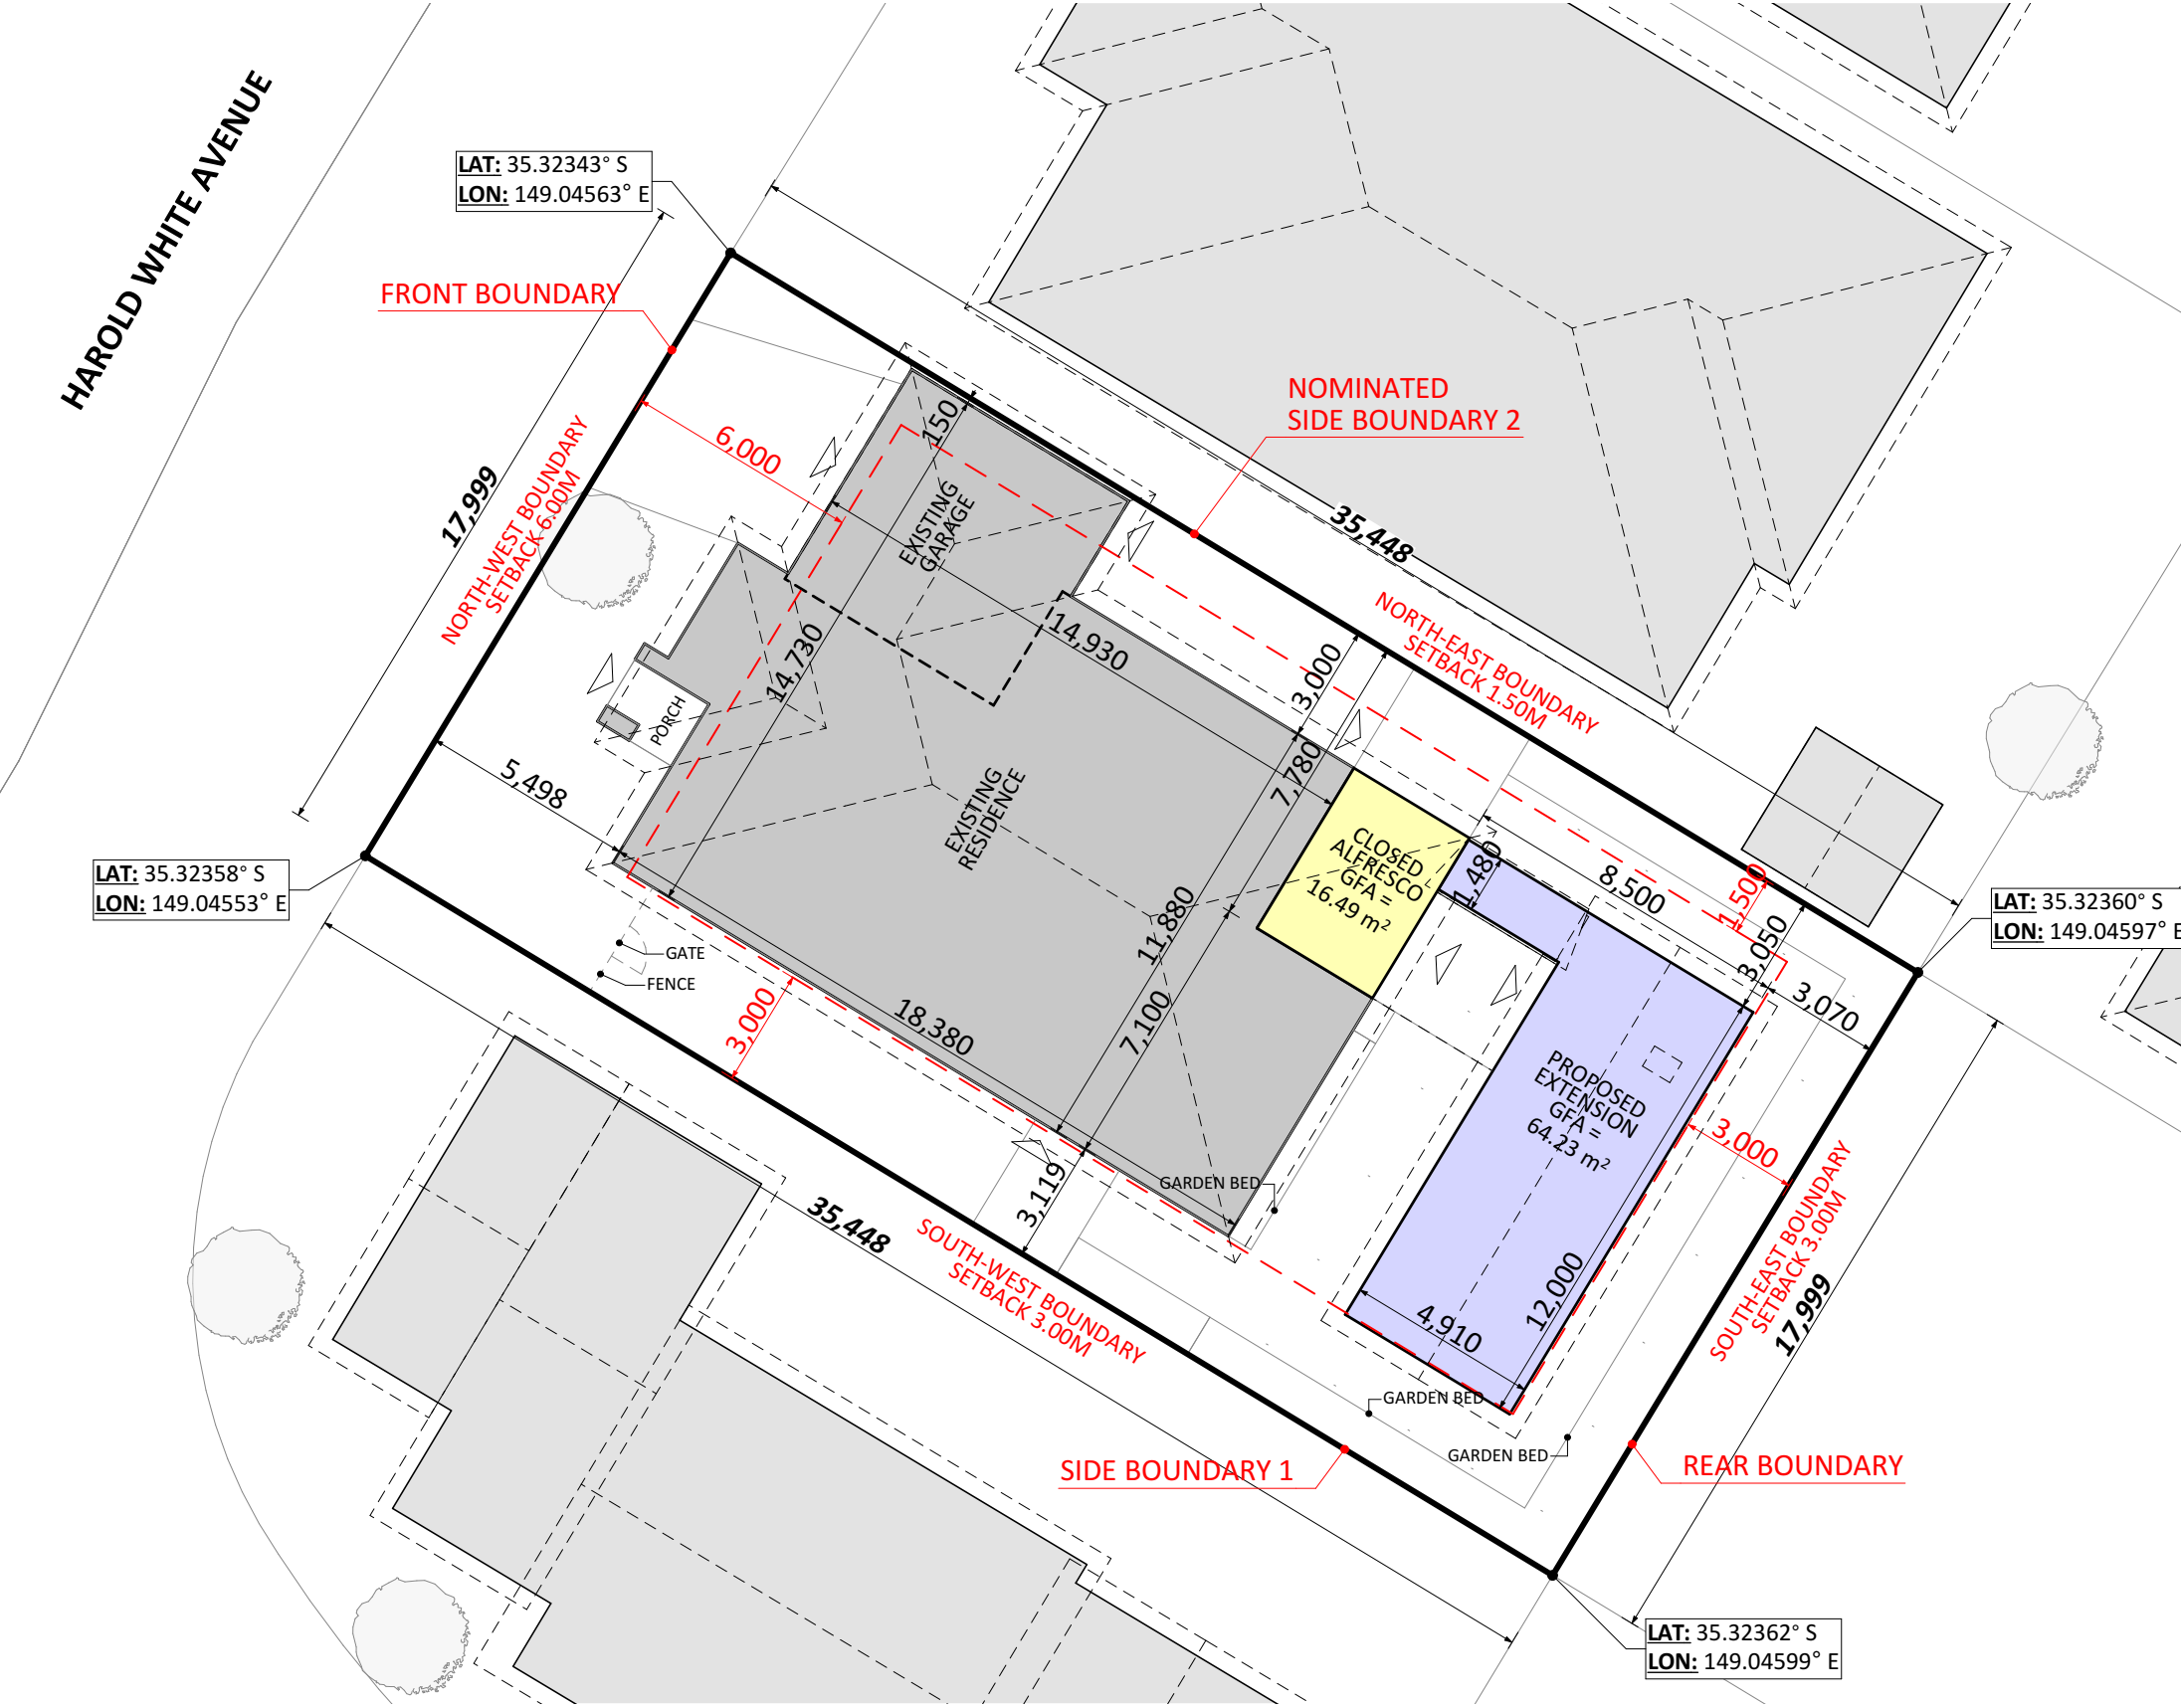 HAROLD WHITE AVENUE
LAT: 35.32343° S
LON: 149.04563° E
FRONT BOUNDARY
17,999
NORTH-WEST BOUNDARY
SETBACK 6.00M
6,000
150
EXISTING
GARAGE
NOMINATED
SIDE BOUNDARY 2
35,448
NORTH-EAST BOUNDARY
SETBACK 1.50M
14,730
14,930
3,000
7,780
PORCH
5,498
EXISTING
RESIDENCE
CLOSED
ALFRESCO
GFA =
16.49 m²
1,480
8,500
1,500
3,050
3,070
LAT: 35.32358° S
LON: 149.04553° E
LAT: 35.32360° S
LON: 149.04597° E
GATE
FENCE
3,000
18,380
11,880
7,100
3,119
GARDEN BED
PROPOSED
EXTENSION
GFA =
64.23 m²
3,000
SOUTH-EAST BOUNDARY
SETBACK 3.00M
17,999
12,000
4,910
35,448
SOUTH-WEST BOUNDARY
SETBACK 3.00M
GARDEN BED
GARDEN BED
SIDE BOUNDARY 1
REAR BOUNDARY
LAT: 35.32362° S
LON: 149.04599° E